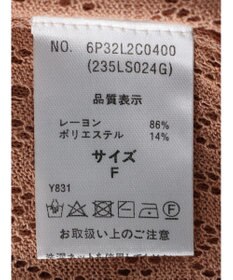 NO. 6P32L2C0400
(235LS024G)
品質表示
レーヨン 86%
ポリエステル 14%
サイズ
F
Y831
お取扱い上のご注意